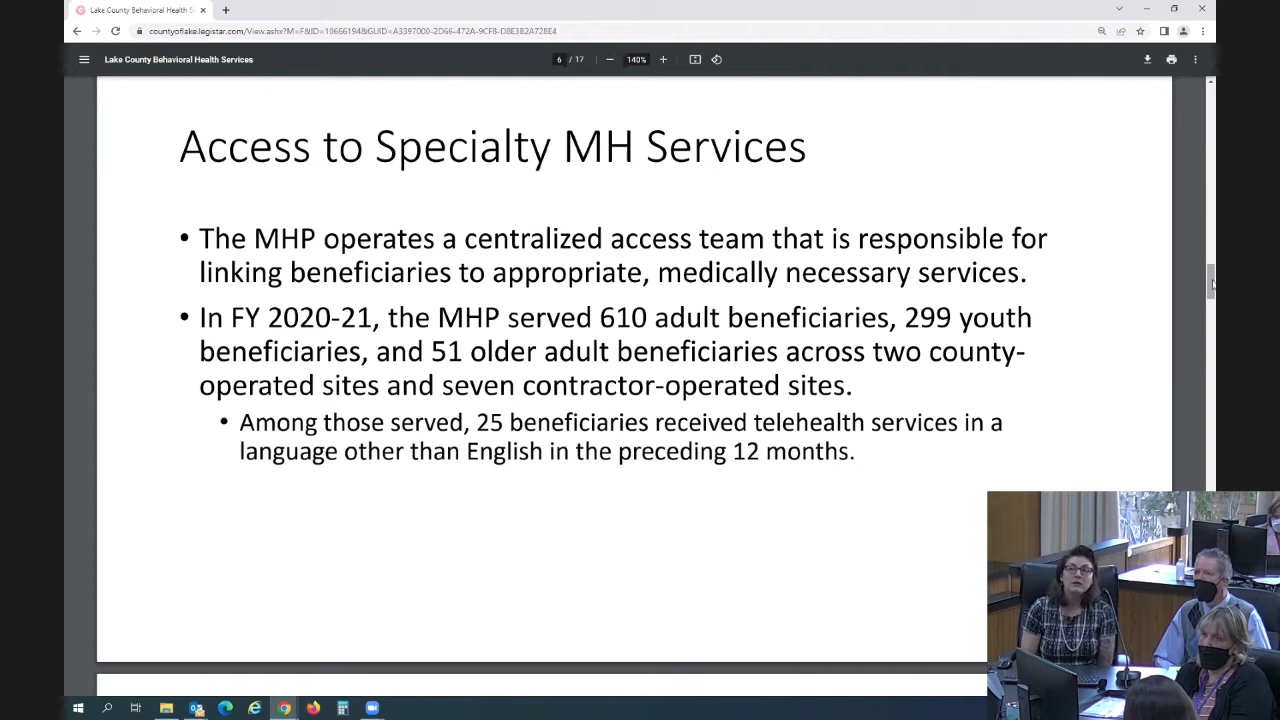 Lake County Behavioral Health S
countyoflake.legistar.com/View.ashx?M=F&ID=10666194&GUID=A3397000-2D66-472A-9CFB-D8E3B2A728E4
Lake County Behavioral Health Services
6 / 17
140%
Access to Specialty MH Services
• The MHP operates a centralized access team that is responsible for
linking beneficiaries to appropriate, medically necessary services.
• In FY 2020-21, the MHP served 610 adult beneficiaries, 299 youth
beneficiaries, and 51 older adult beneficiaries across two county-
operated sites and seven contractor-operated sites.
• Among those served, 25 beneficiaries received telehealth services in a
language other than English in the preceding 12 months.